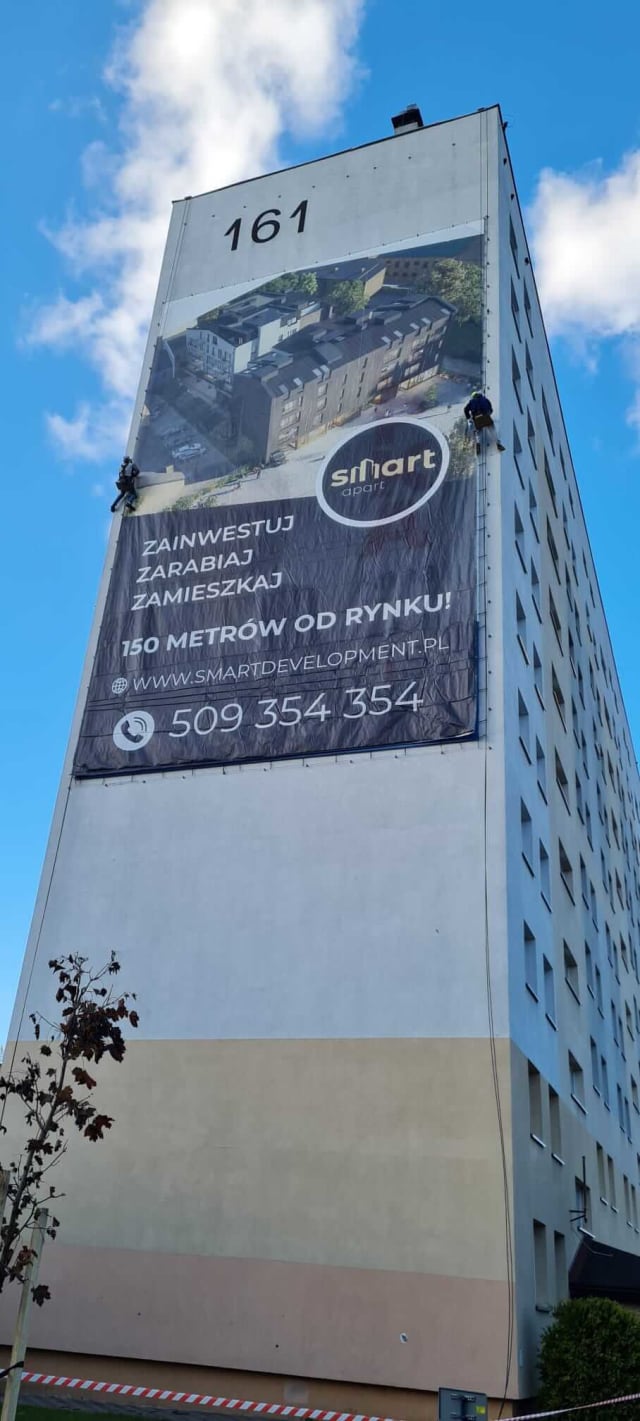 161
smart
apart
ZAINWESTUJ
ZARABIAJ
ZAMIESZKAJ
150 METRÓW OD RYNKU!
WWW.SMARTDEVELOPMENT.PL
509 354 354